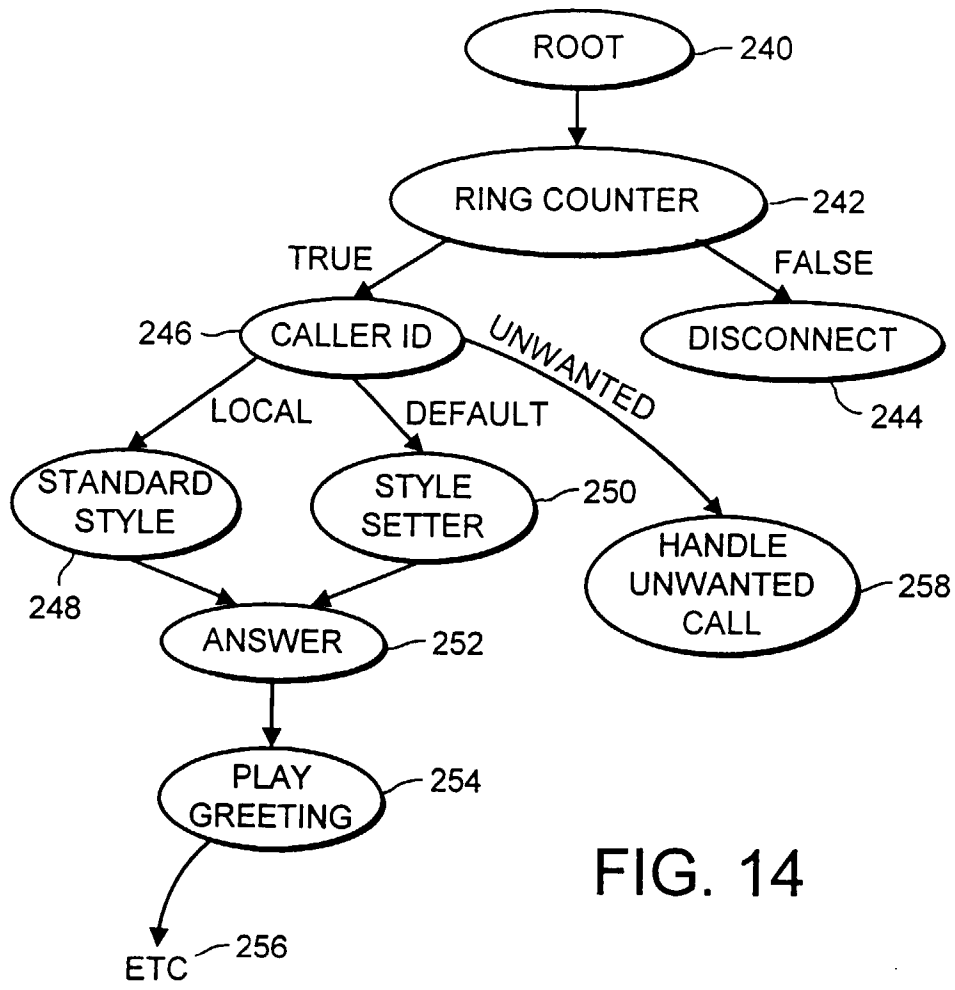 ROOT
240
RING COUNTER
242
TRUE
FALSE
246
CALLER ID
UNWANTED
DISCONNECT
244
LOCAL
DEFAULT
STANDARD
STYLE
248
STYLE
SETTER
250
HANDLE
UNWANTED
CALL
258
ANSWER
252
PLAY
GREETING
254
FIG. 14
ETC
256